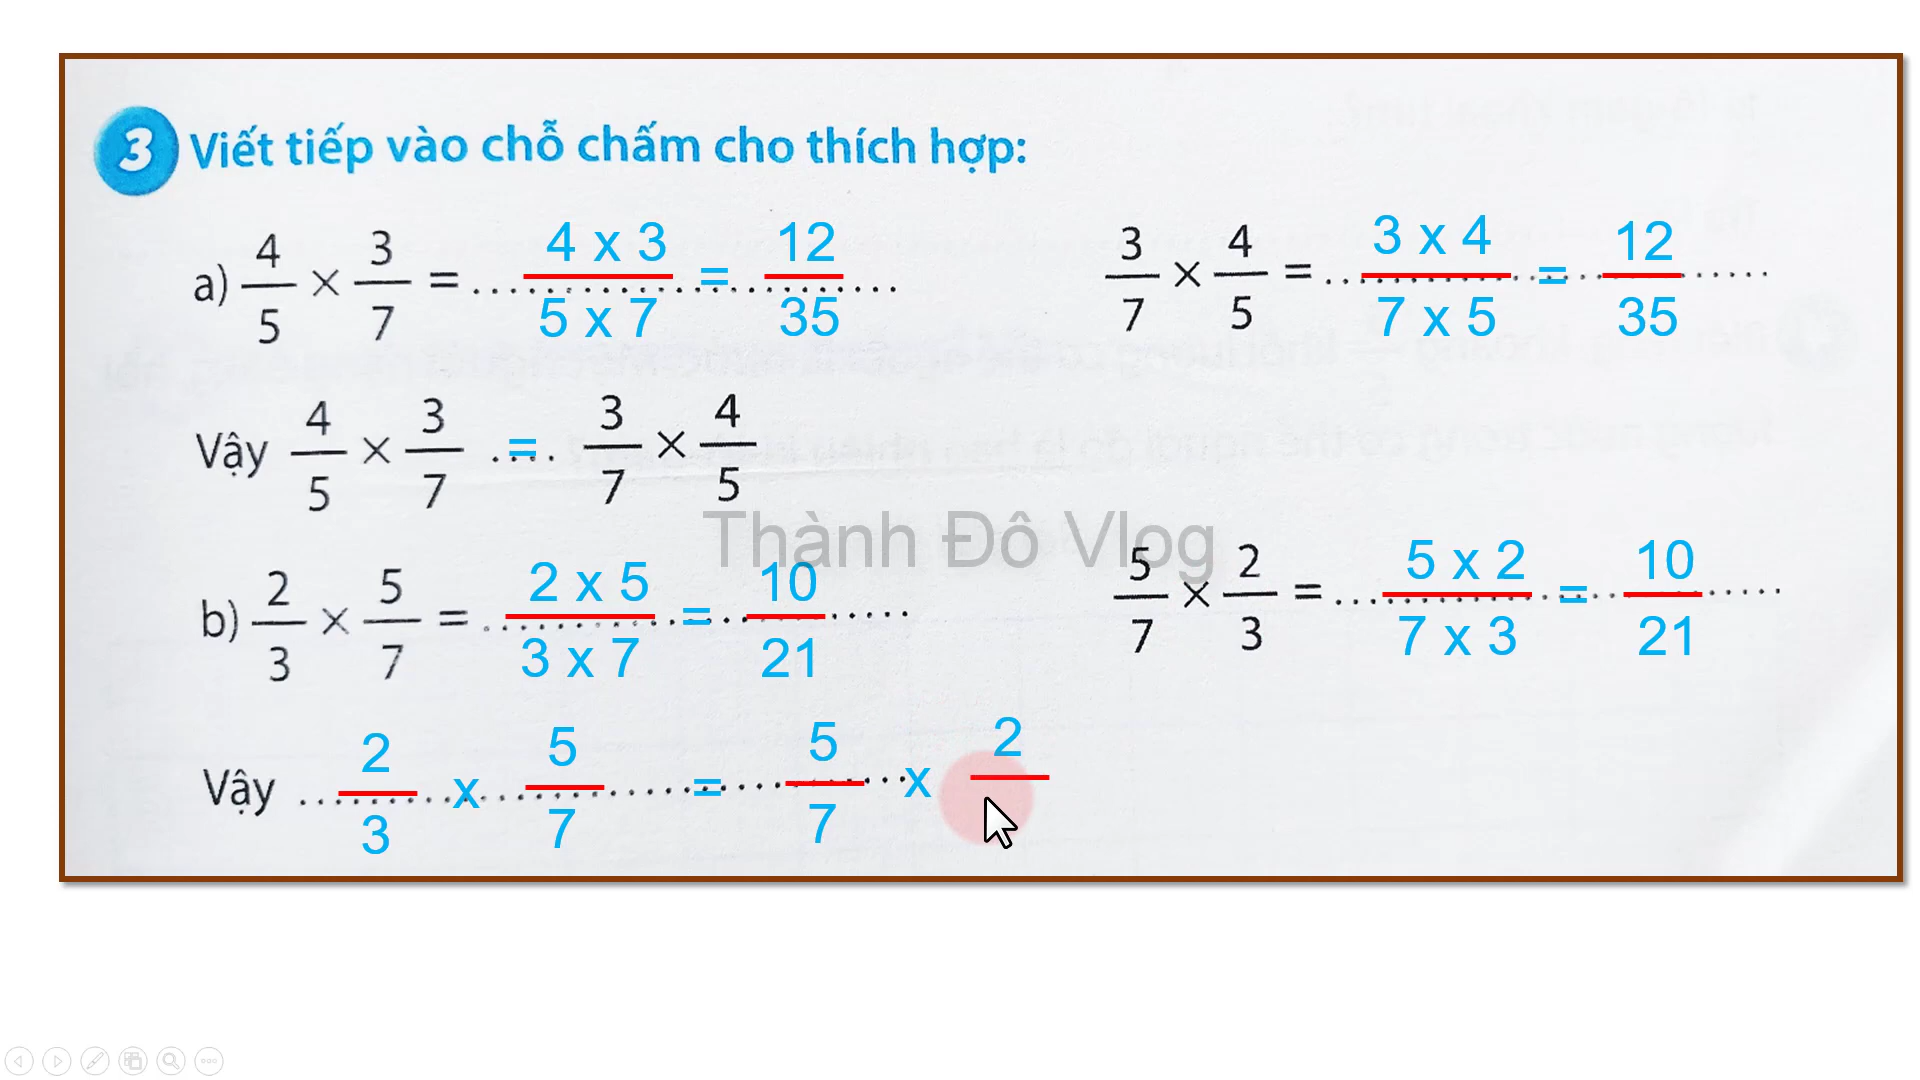 3 Viết tiếp vào chỗ chấm cho thích hợp:
a) 4/5 × 3/7 = 4 x 3 / 5 x 7 = 12/35
3/7 × 4/5 = 3 x 4 / 7 x 5 = 12/35
Vậy 4/5 × 3/7 = 3/7 × 4/5
Thành Đô Vlog
b) 2/3 × 5/7 = 2 x 5 / 3 x 7 = 10/21
5/7 × 2/3 = 5 x 2 / 7 x 3 = 10/21
Vậy 2/3 x 5/7 = 5/7 x 2/